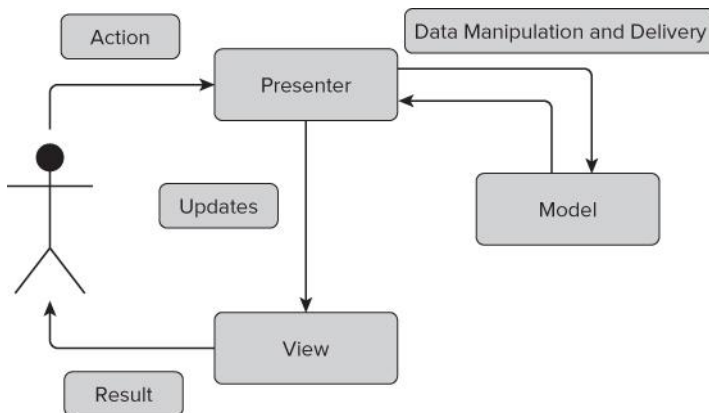 Action
Data Manipulation and Delivery
Presenter
Updates
Model
View
Result